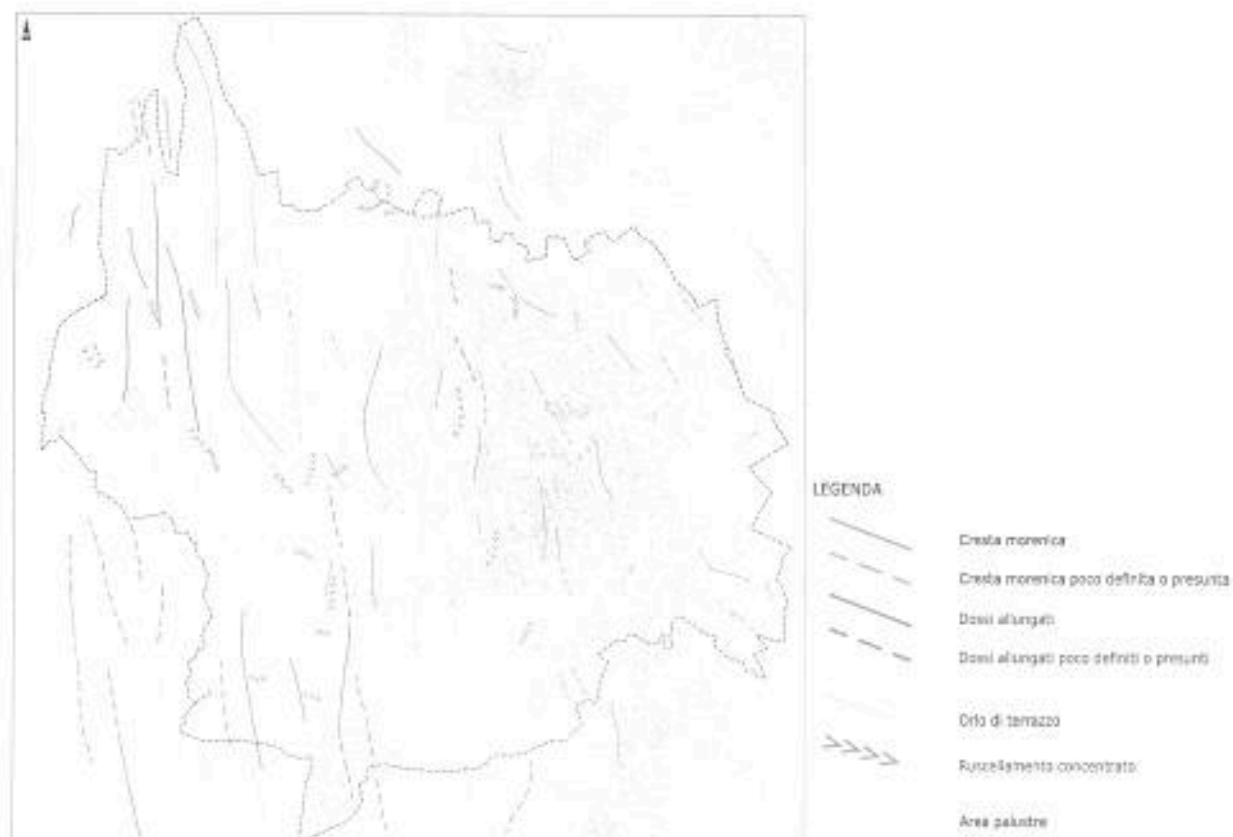 LEGENDA
Cresta morenica
Cresta morenica poco definita o presunta
Dossi allungati
Dossi allungati poco definiti o presunti
Orlo di terrazzo
Ruscellamento concentrato
Area palustre